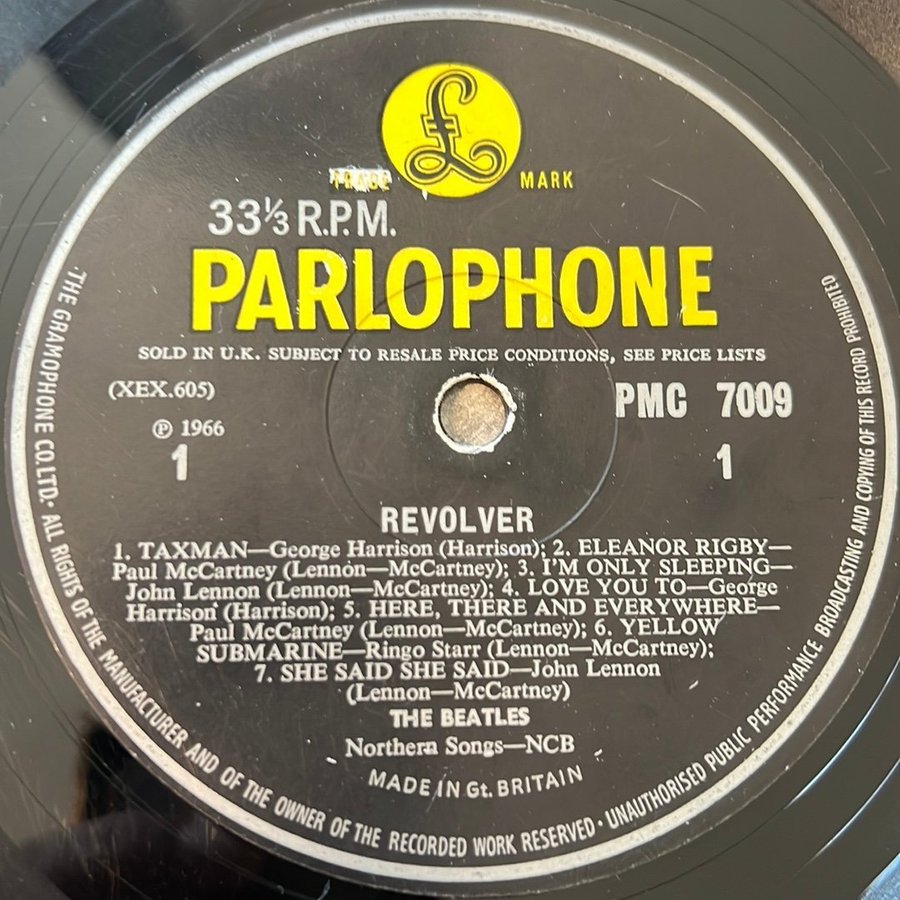 £
TRADE MARK
33⅓ R.P.M.
PARLOPHONE
SOLD IN U.K. SUBJECT TO RESALE PRICE CONDITIONS, SEE PRICE LISTS
(XEX.605) PMC 7009
℗ 1966
1 1
REVOLVER
1. TAXMAN—George Harrison (Harrison); 2. ELEANOR RIGBY—
Paul McCartney (Lennon—McCartney); 3. I'M ONLY SLEEPING—
John Lennon (Lennon—McCartney); 4. LOVE YOU TO—George
Harrison (Harrison); 5. HERE, THERE AND EVERYWHERE—
Paul McCartney (Lennon—McCartney); 6. YELLOW
SUBMARINE—Ringo Starr (Lennon—McCartney);
7. SHE SAID SHE SAID—John Lennon
(Lennon—McCartney)
THE BEATLES
Northern Songs—NCB
MADE IN Gt. BRITAIN
THE GRAMOPHONE CO. LTD. · ALL RIGHTS OF THE MANUFACTURER AND OF THE OWNER OF THE RECORDED WORK RESERVED · UNAUTHORISED PUBLIC PERFORMANCE BROADCASTING AND COPYING OF THIS RECORD PROHIBITED